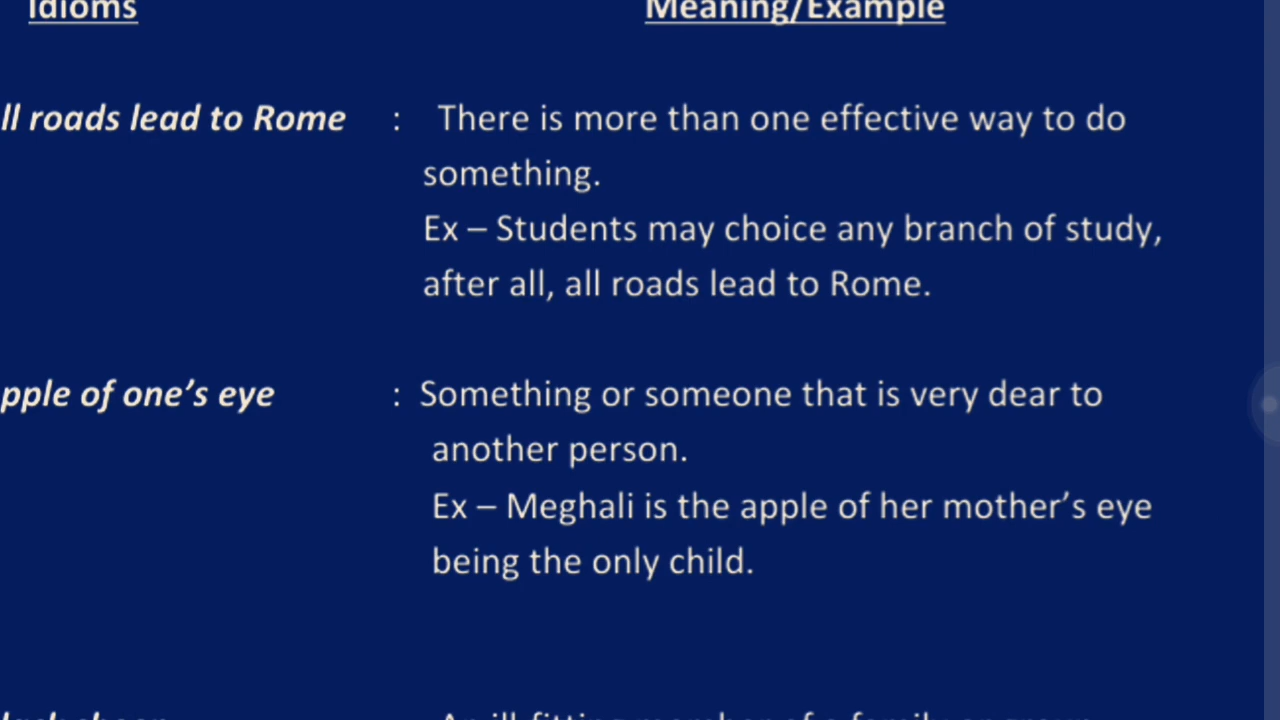 Idioms Meaning/Example
ll roads lead to Rome : There is more than one effective way to do
something.
Ex – Students may choice any branch of study,
after all, all roads lead to Rome.
pple of one’s eye : Something or someone that is very dear to
another person.
Ex – Meghali is the apple of her mother’s eye
being the only child.